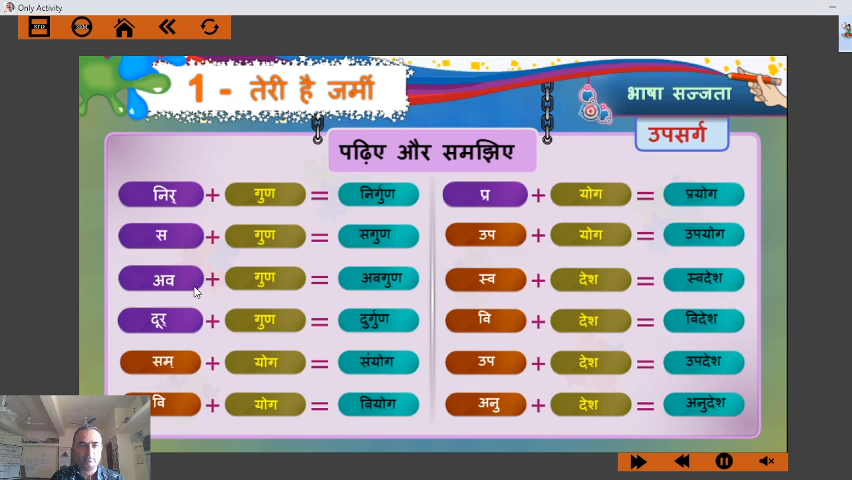 Only Activity
1 - तेरी है जमीं
भाषा सज्जता
उपसर्ग
पढ़िए और समझिए
निर् + गुण = निर्गुण
स + गुण = सगुण
अव + गुण = अवगुण
दूर् + गुण = दुर्गुण
सम् + योग = संयोग
वि + योग = वियोग
प्र + योग = प्रयोग
उप + योग = उपयोग
स्व + देश = स्वदेश
वि + देश = विदेश
उप + देश = उपदेश
अनु + देश = अनुदेश